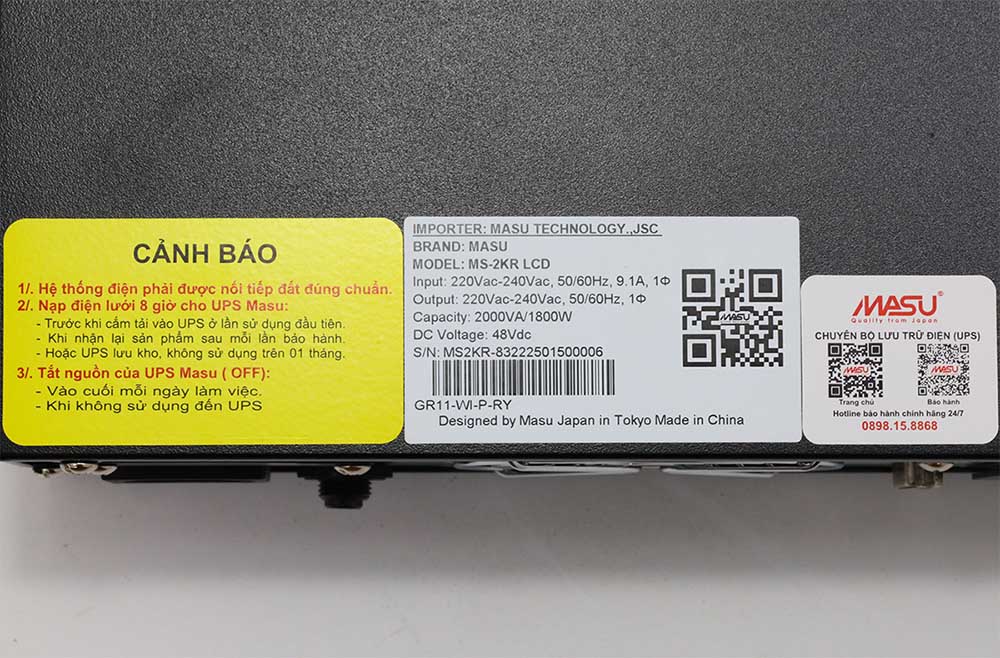 CẢNH BÁO
1/. Hệ thống điện phải được nối tiếp đất đúng chuẩn.
2/. Nạp điện lưới 8 giờ cho UPS Masu:
- Trước khi cắm tải vào UPS ở lần sử dụng đầu tiên.
- Khi nhận lại sản phẩm sau mỗi lần bảo hành.
- Hoặc UPS lưu kho, không sử dụng trên 01 tháng.
3/. Tắt nguồn của UPS Masu ( OFF):
- Vào cuối mỗi ngày làm việc.
- Khi không sử dụng đến UPS
IMPORTER: MASU TECHNOLOGY.,JSC
BRAND: MASU
MODEL: MS-2KR LCD
Input: 220Vac-240Vac, 50/60Hz, 9.1A, 1Φ
Output: 220Vac-240Vac, 50/60Hz, 1Φ
Capacity: 2000VA/1800W
DC Voltage: 48Vdc
S/N: MS2KR-83222501500006
GR11-WI-P-RY
Designed by Masu Japan in Tokyo Made in China
MASU
MASU®
Quality from Japan
CHUYÊN BỘ LƯU TRỮ ĐIỆN (UPS)
MASU MASU
Trang chủ Bảo hành
Hotline bảo hành chính hãng 24/7
0898.15.8868